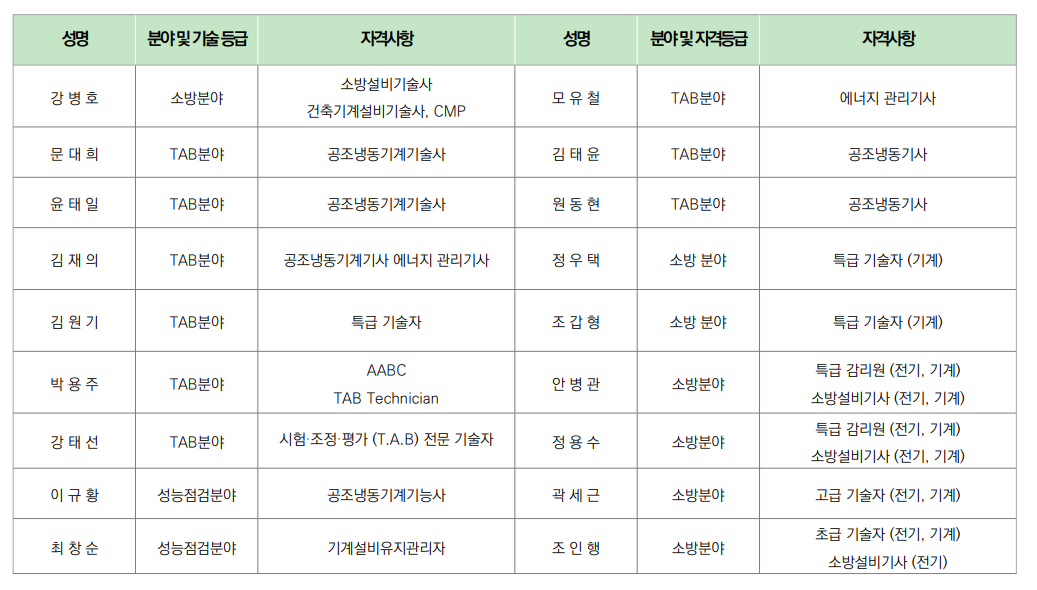 성명 분야 및 기술 등급 자격사항 성명 분야 및 자격등급 자격사항
강 병 호 소방분야 소방설비기술사 모 유 철 TAB분야 에너지 관리기사
건축기계설비기술사, CMP
문 대 희 TAB분야 공조냉동기계기술사 김 태 윤 TAB분야 공조냉동기사
윤 태 일 TAB분야 공조냉동기계기술사 원 동 현 TAB분야 공조냉동기사
김 재 의 TAB분야 공조냉동기계기사 에너지 관리기사 정 우 택 소방 분야 특급 기술자 (기계)
김 원 기 TAB분야 특급 기술자 조 갑 형 소방 분야 특급 기술자 (기계)
박 용 주 TAB분야 AABC 안 병 관 소방분야 특급 감리원 (전기, 기계)
TAB Technician 소방설비기사 (전기, 기계)
강 태 선 TAB분야 시험·조정·평가 (T.A.B) 전문 기술자 정 용 수 소방분야 특급 감리원 (전기, 기계)
소방설비기사 (전기, 기계)
이 규 황 성능점검분야 공조냉동기계기능사 곽 세 근 소방분야 고급 기술자 (전기, 기계)
최 창 순 성능점검분야 기계설비유지관리자 조 인 행 소방분야 초급 기술자 (전기, 기계)
소방설비기사 (전기)